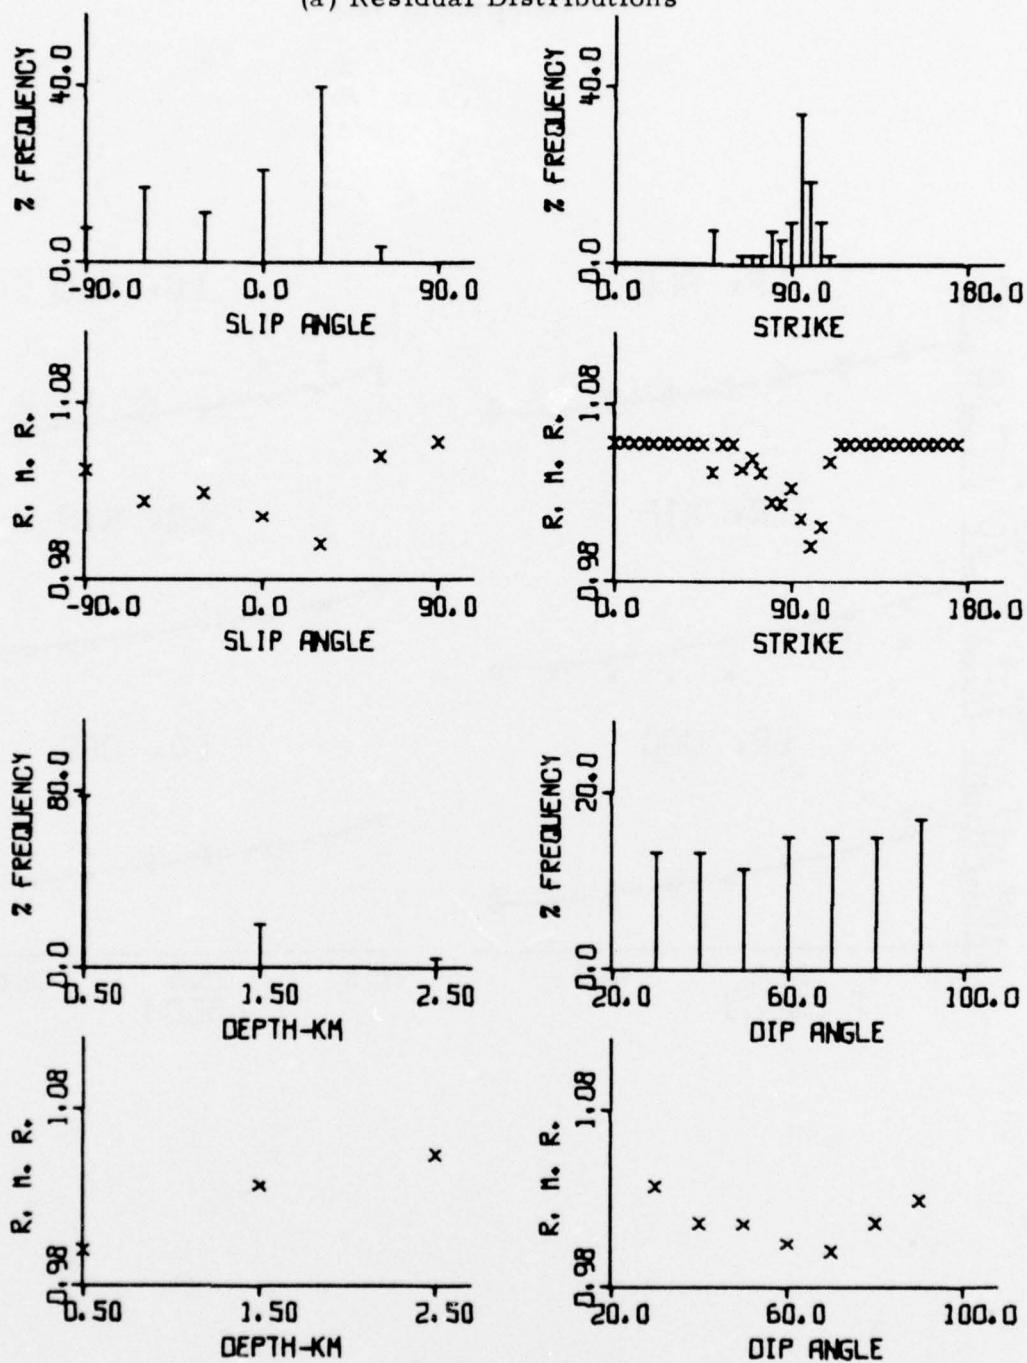 (a) Residual Distributions
% FREQUENCY
40.0
0.0
-90.0 0.0 90.0
SLIP ANGLE
% FREQUENCY
40.0
0.0
0.0 90.0 180.0
STRIKE
R. M. R.
1.08
0.98
-90.0 0.0 90.0
SLIP ANGLE
R. M. R.
1.08
0.98
0.0 90.0 180.0
STRIKE
% FREQUENCY
80.0
0.0
0.50 1.50 2.50
DEPTH-KM
% FREQUENCY
20.0
0.0
20.0 60.0 100.0
DIP ANGLE
R. M. R.
1.08
0.98
0.50 1.50 2.50
DEPTH-KM
R. M. R.
1.08
0.98
20.0 60.0 100.0
DIP ANGLE